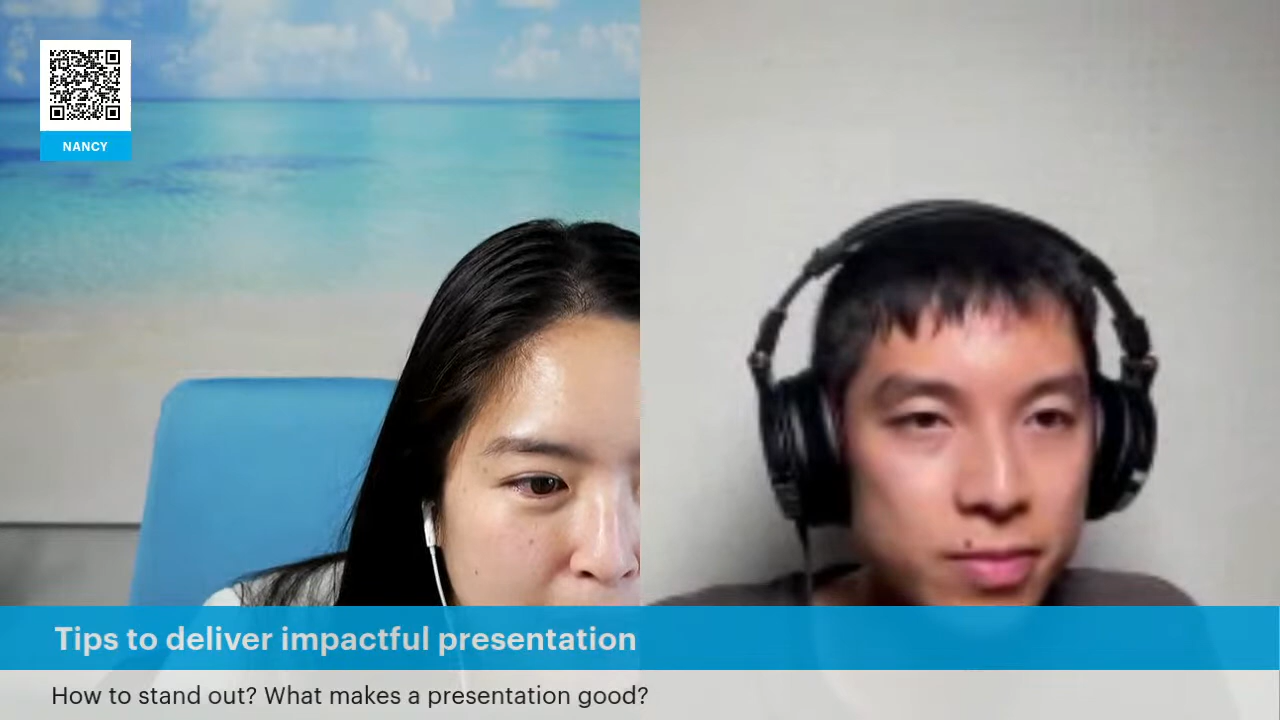 NANCY
Tips to deliver impactful presentation
How to stand out? What makes a presentation good?